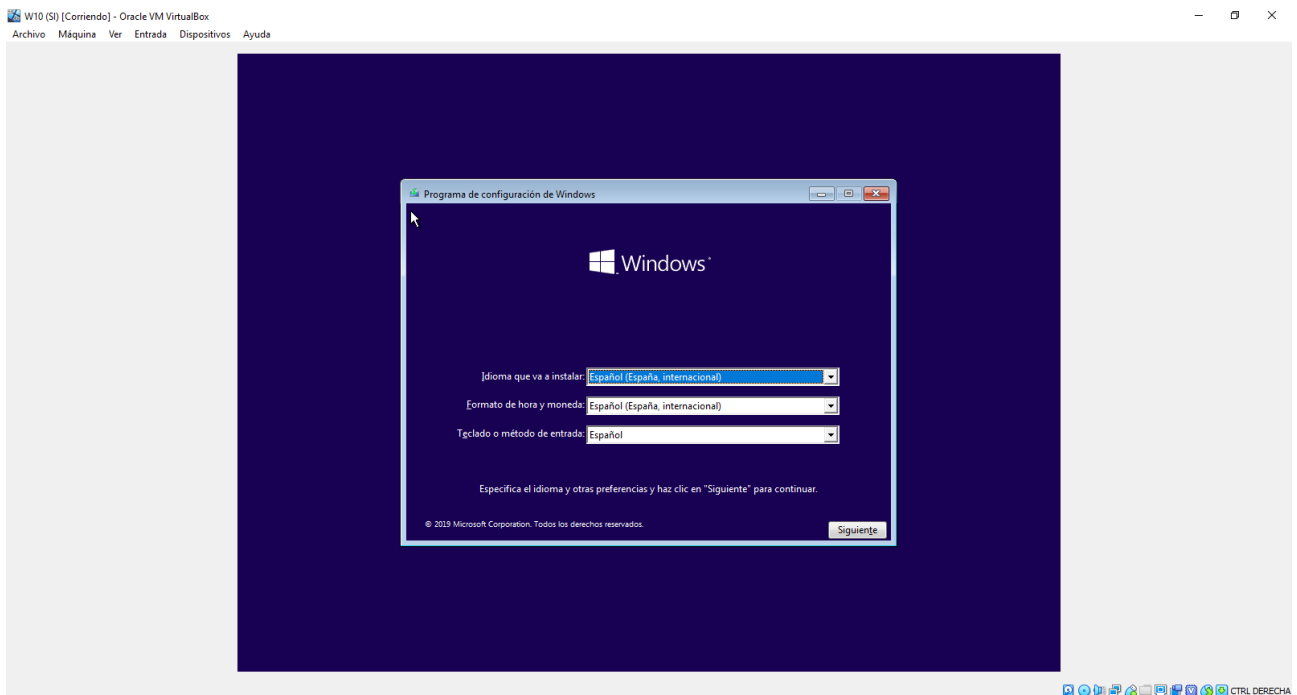 W10 (SI) [Corriendo] - Oracle VM VirtualBox
Archivo Máquina Ver Entrada Dispositivos Ayuda
Programa de configuración de Windows
Windows
Idioma que va a instalar: Español (España, internacional)
Formato de hora y moneda: Español (España, internacional)
Teclado o método de entrada: Español
Especifica el idioma y otras preferencias y haz clic en "Siguiente" para continuar.
© 2019 Microsoft Corporation. Todos los derechos reservados.
Siguiente
CTRL DERECHA